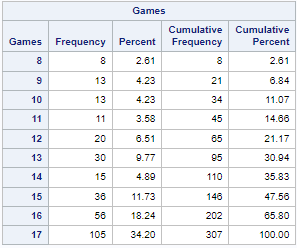 Games
Games Frequency Percent Cumulative Frequency Cumulative Percent
8 8 2.61 8 2.61
9 13 4.23 21 6.84
10 13 4.23 34 11.07
11 11 3.58 45 14.66
12 20 6.51 65 21.17
13 30 9.77 95 30.94
14 15 4.89 110 35.83
15 36 11.73 146 47.56
16 56 18.24 202 65.80
17 105 34.20 307 100.00